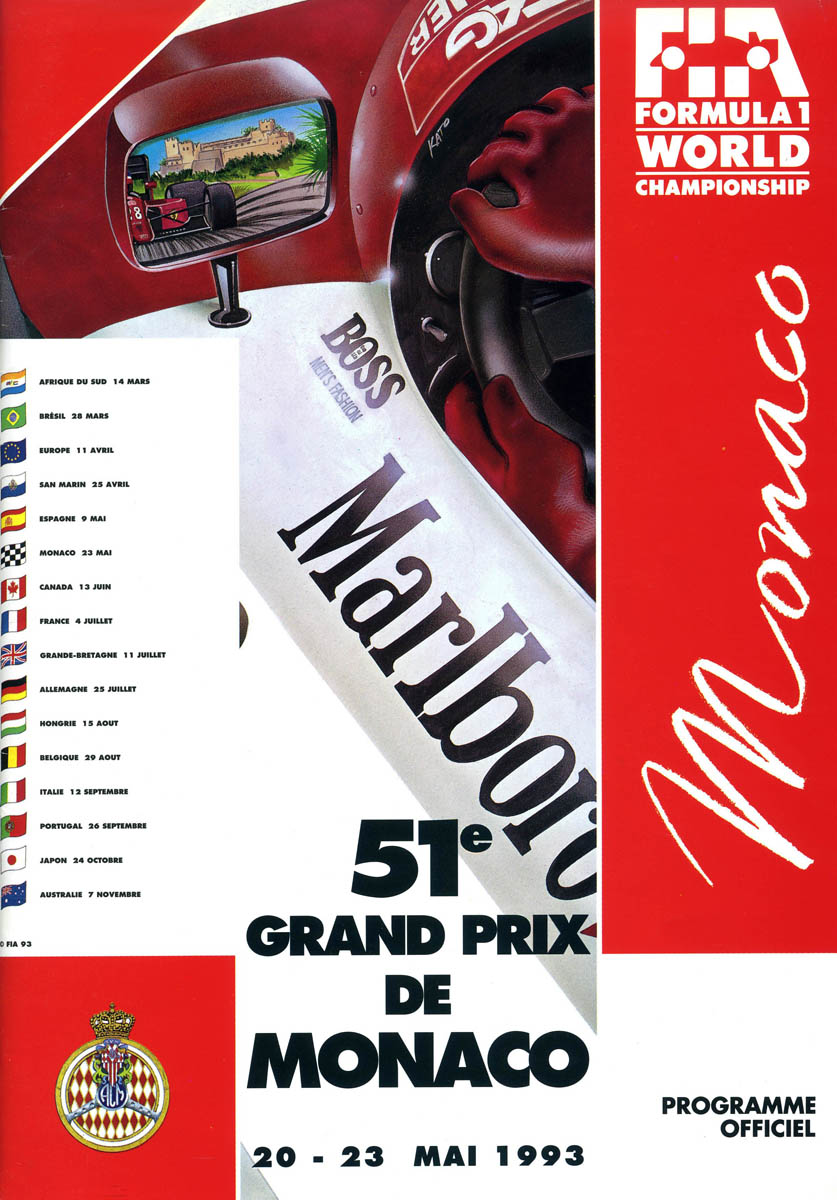 FIA
FORMULA 1
WORLD
CHAMPIONSHIP
KATO
8
BOSS
MEN'S FASHION
Marlboro
Monaco
AFRIQUE DU SUD 14 MARS
BRÉSIL 28 MARS
EUROPE 11 AVRIL
SAN MARIN 25 AVRIL
ESPAGNE 9 MAI
MONACO 23 MAI
CANADA 13 JUIN
FRANCE 4 JUILLET
GRANDE-BRETAGNE 11 JUILLET
ALLEMAGNE 25 JUILLET
HONGRIE 15 AOUT
BELGIQUE 29 AOUT
ITALIE 12 SEPTEMBRE
PORTUGAL 26 SEPTEMBRE
JAPON 24 OCTOBRE
AUSTRALIE 7 NOVEMBRE
FIA 93
51e
GRAND PRIX
DE
MONACO
20 - 23 MAI 1993
ACM
PROGRAMME
OFFICIEL